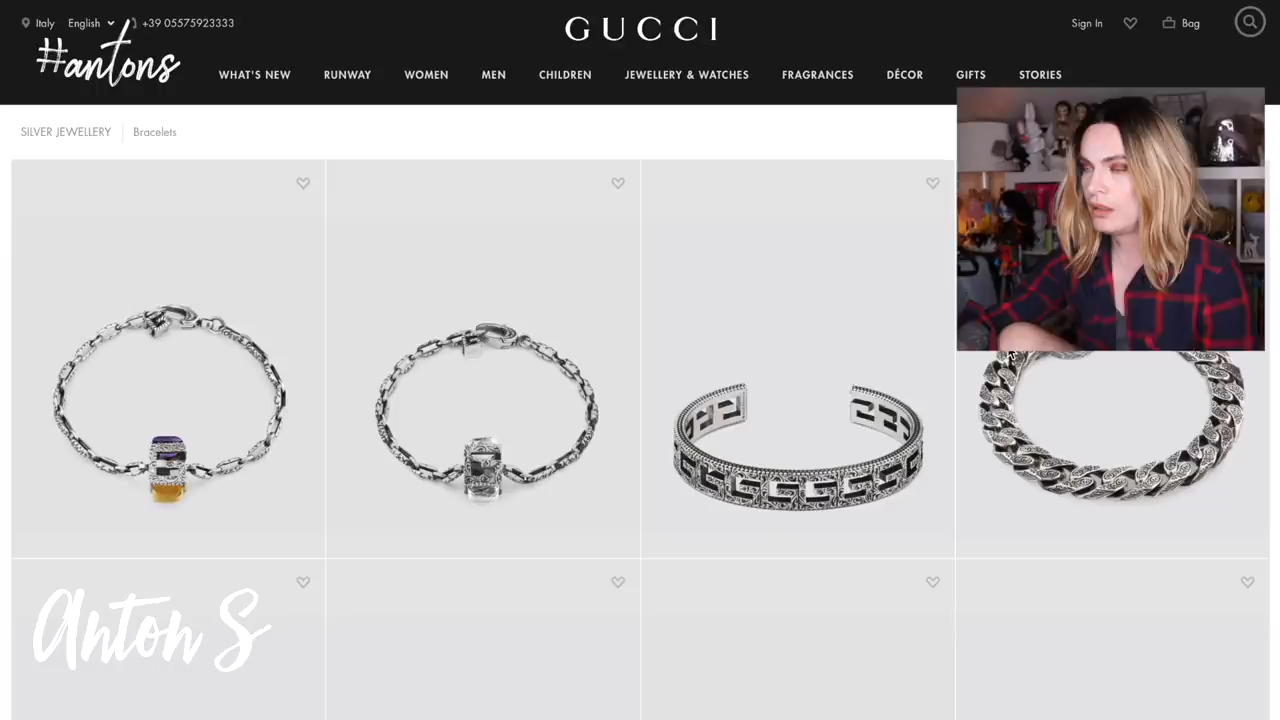 Italy English +39 05575923333
GUCCI
Sign In Bag
#antons
WHAT'S NEW RUNWAY WOMEN MEN CHILDREN JEWELLERY & WATCHES FRAGRANCES DÉCOR GIFTS STORIES
SILVER JEWELLERY Bracelets
Anton S